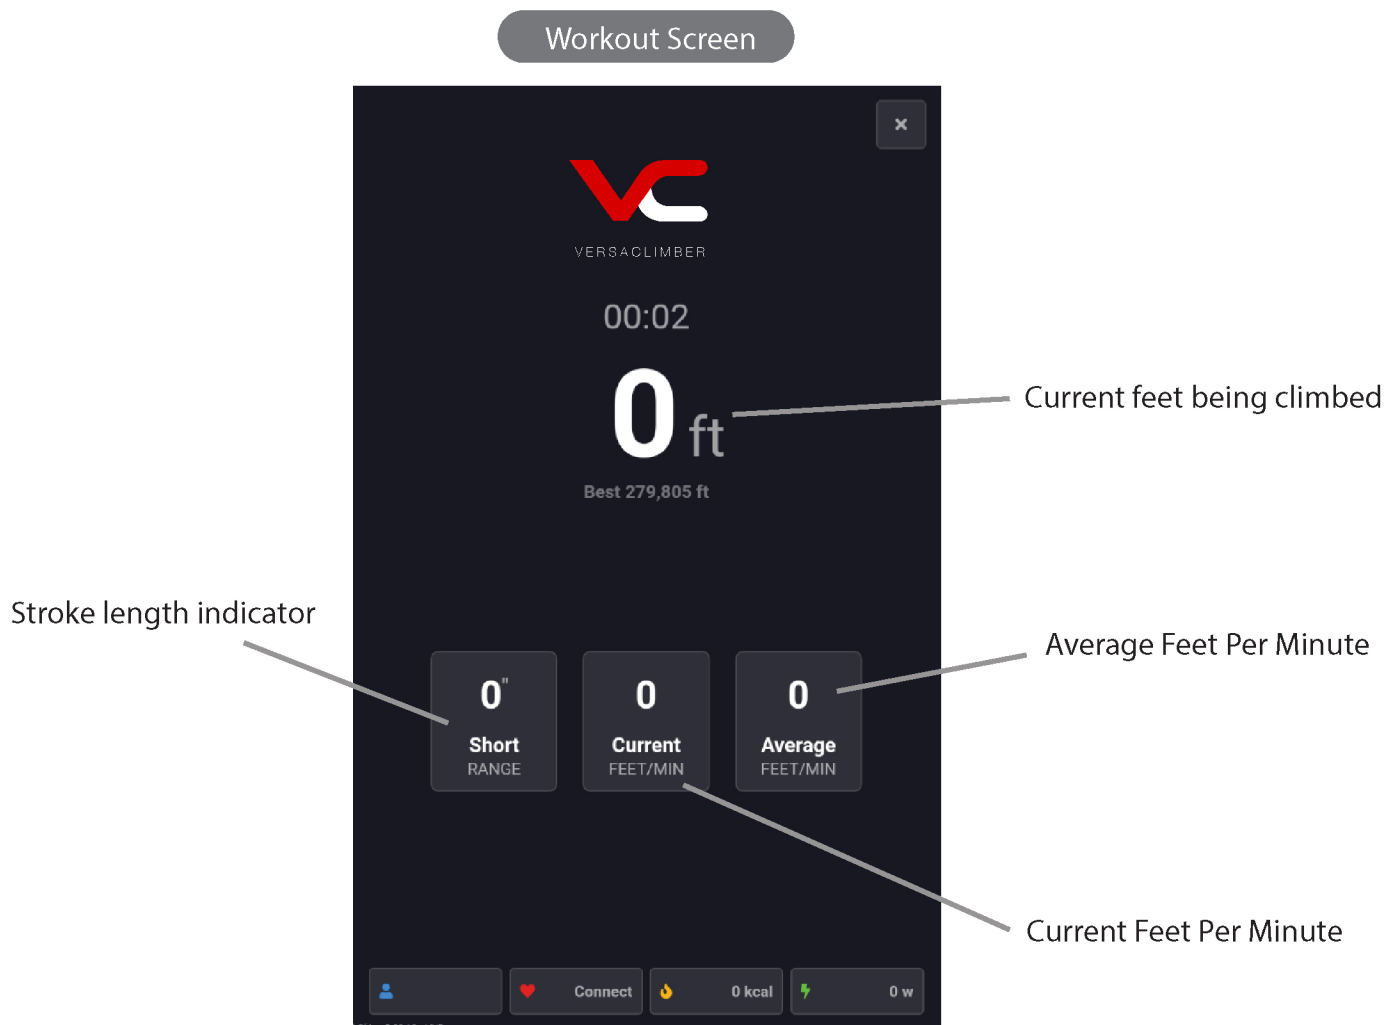 Workout Screen
×
VC
VERSACLIMBER
00:02
0 ft
Current feet being climbed
Best 279,805 ft
Stroke length indicator
Average Feet Per Minute
0" 0 0
Short Current Average
RANGE FEET/MIN FEET/MIN
Current Feet Per Minute
Connect 0 kcal 0 w